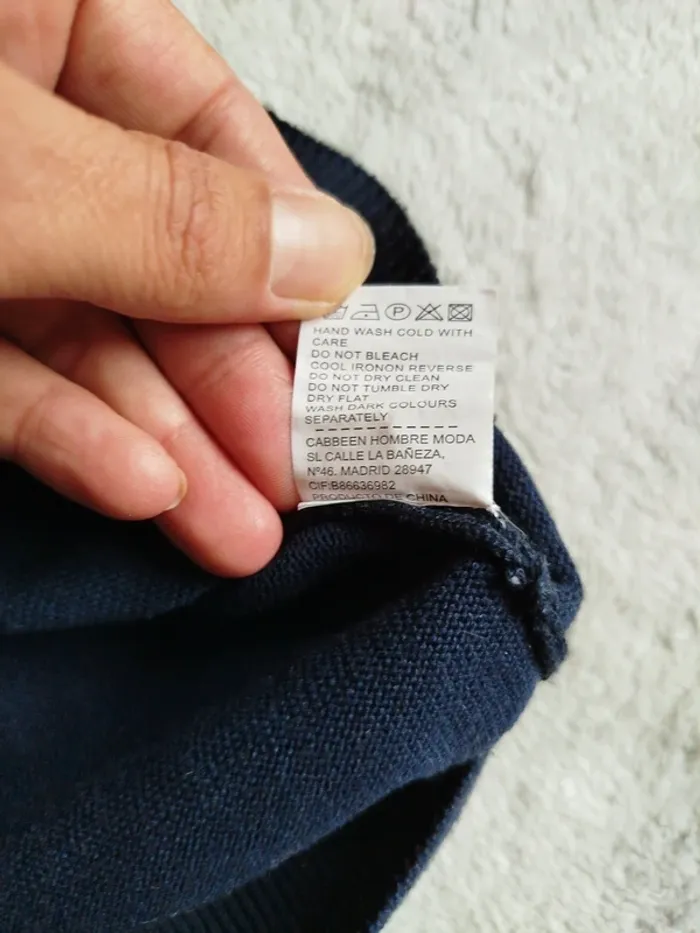 P
HAND WASH COLD WITH
CARE
DO NOT BLEACH
COOL IRONON REVERSE
DO NOT DRY CLEAN
DO NOT TUMBLE DRY
DRY FLAT
WASH DARK COLOURS
SEPARATELY
CABBEEN HOMBRE MODA
SL CALLE LA BAÑEZA,
Nº46. MADRID 28947
CIF:B86636982
PRODUCTO DE CHINA